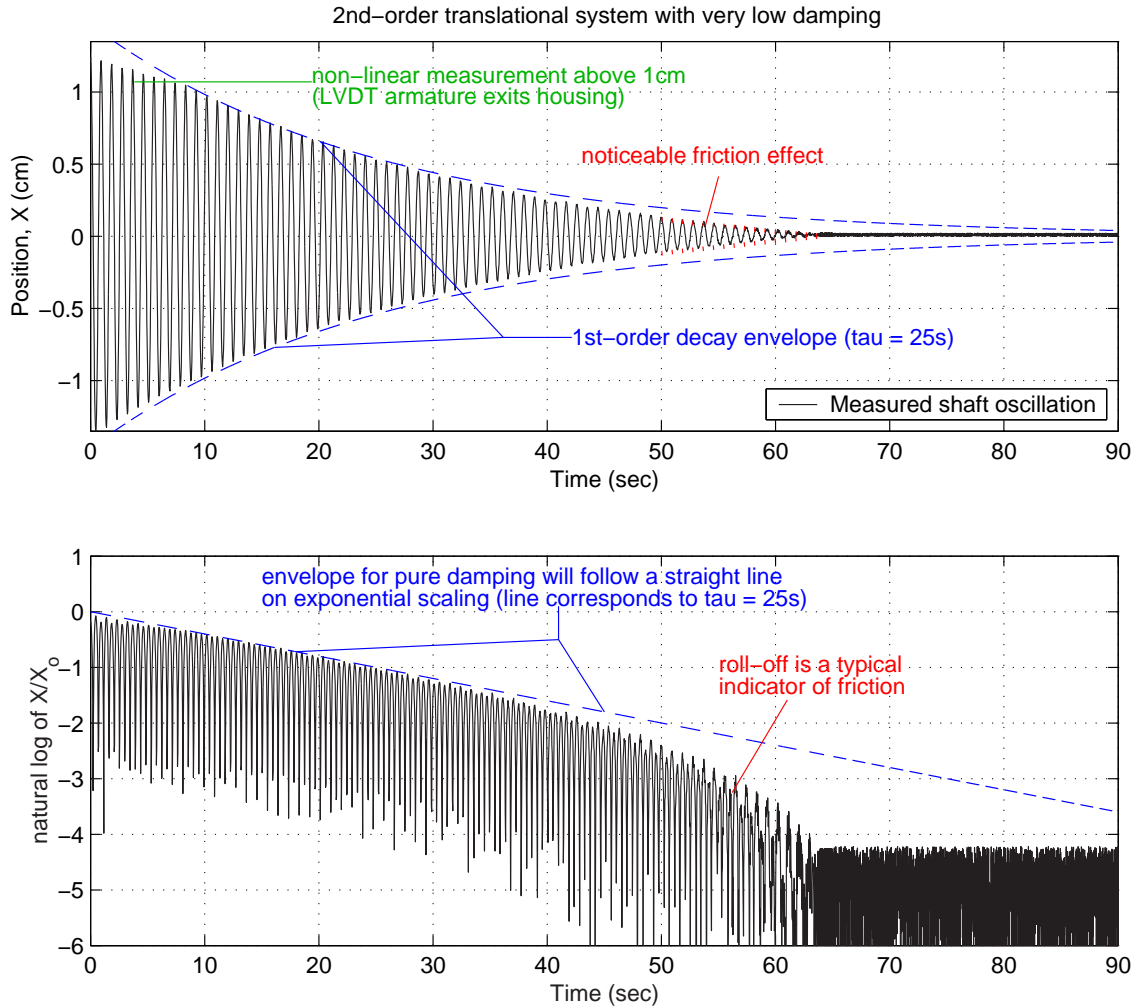 2nd−order translational system with very low damping
1
0.5
0
−0.5
−1
Position, X (cm)
non−linear measurement above 1cm
(LVDT armature exits housing)
noticeable friction effect
1st−order decay envelope (tau = 25s)
Measured shaft oscillation
0 10 20 30 40 50 60 70 80 90
Time (sec)
1
0
−1
−2
−3
−4
−5
−6
natural log of X/Xo
envelope for pure damping will follow a straight line
on exponential scaling (line corresponds to tau = 25s)
roll−off is a typical
indicator of friction
0 10 20 30 40 50 60 70 80 90
Time (sec)